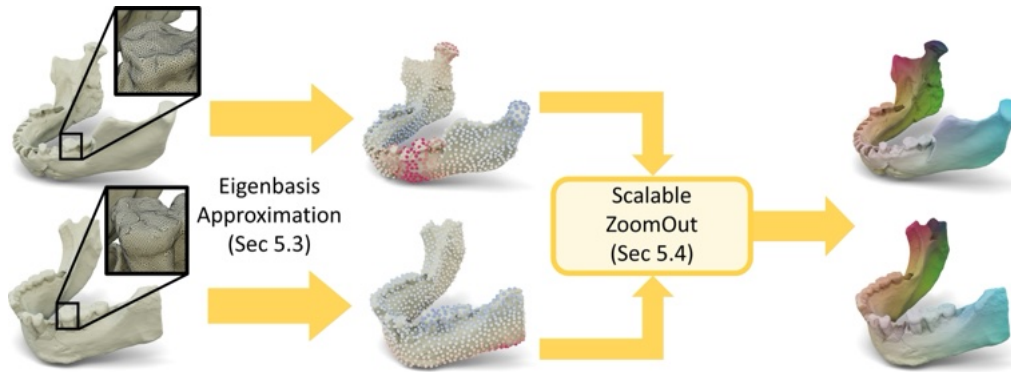 Eigenbasis
Approximation
(Sec 5.3)
Scalable
ZoomOut
(Sec 5.4)